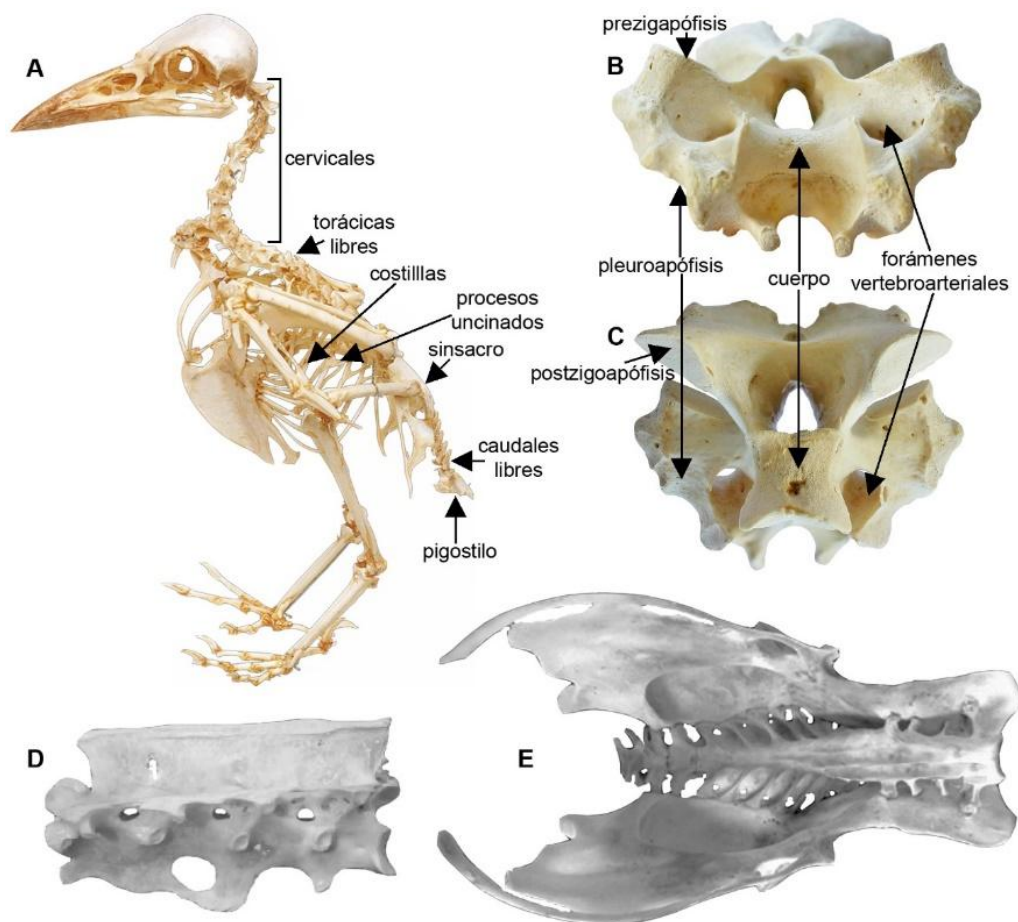 A
cervicales
torácicas
libres
costilllas
procesos
uncinados
sinsacro
caudales
libres
pigostilo
prezigapófisis
B
pleuroapófisis
cuerpo
forámenes
vertebroarteriales
C
postzigoapófisis
D
E